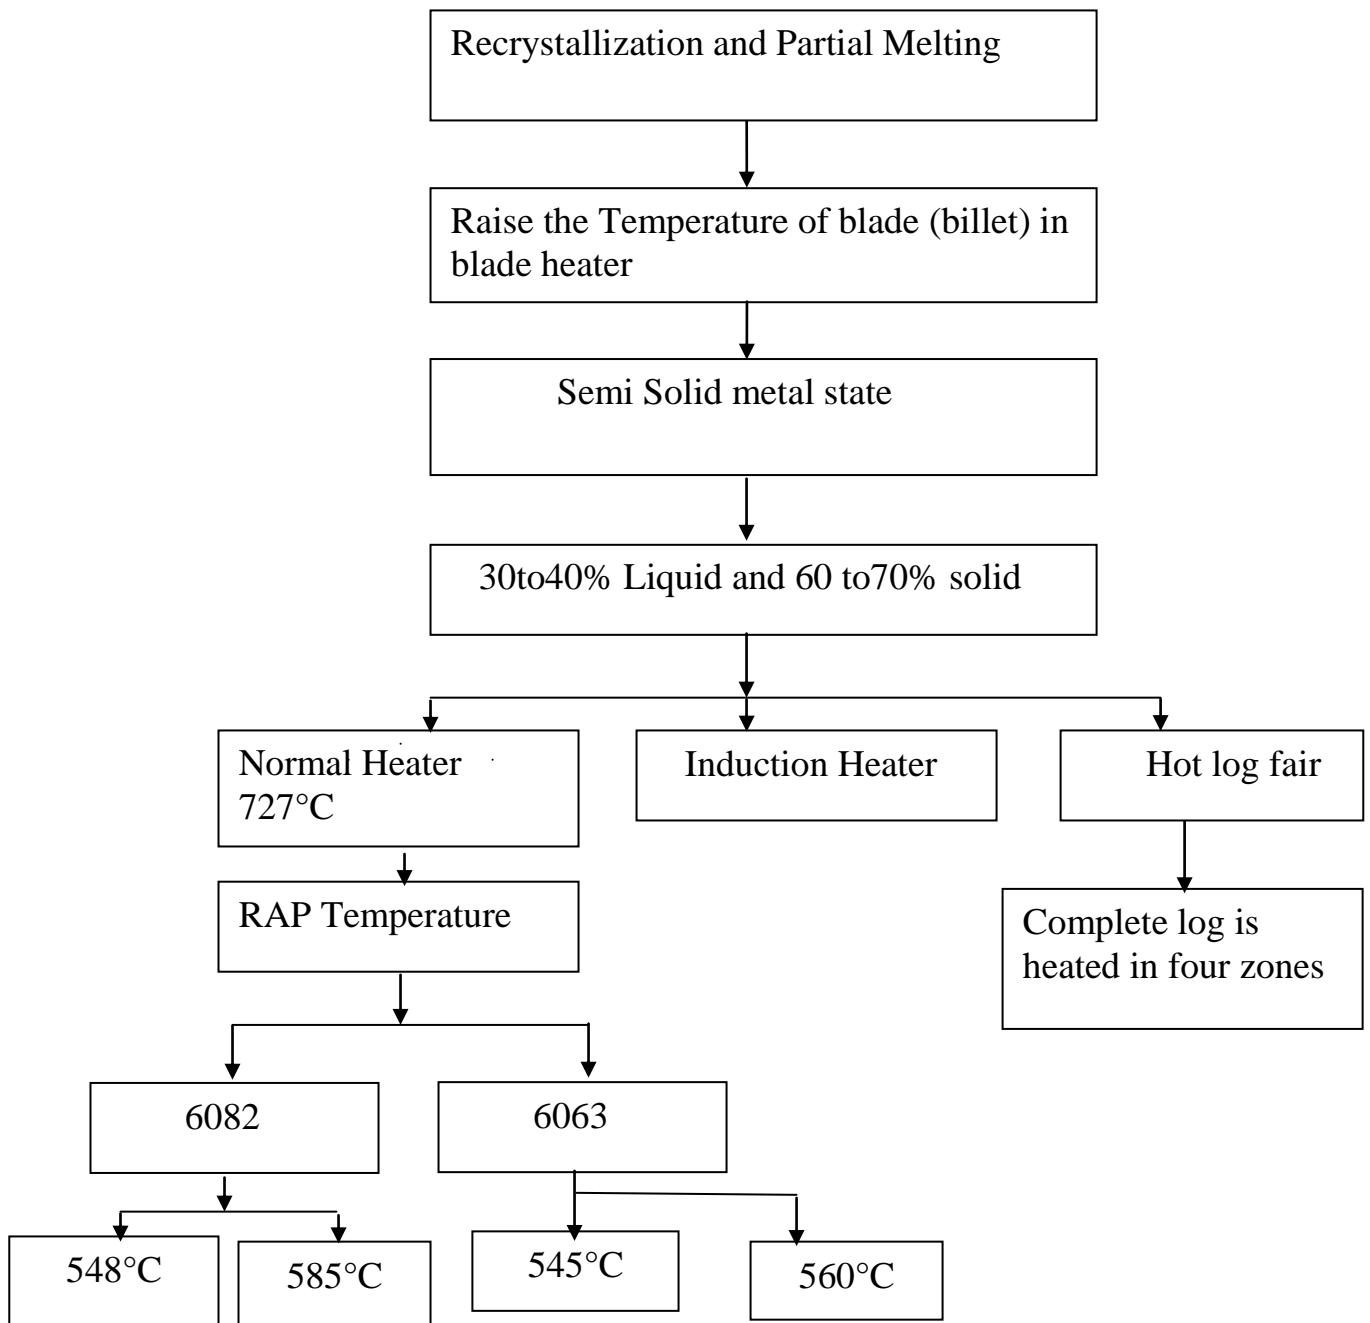 Recrystallization and Partial Melting
Raise the Temperature of blade (billet) in
blade heater
Semi Solid metal state
30to40% Liquid and 60 to70% solid
Normal Heater
727°C
Induction Heater
Hot log fair
RAP Temperature
Complete log is
heated in four zones
6082
6063
548°C
585°C
545°C
560°C